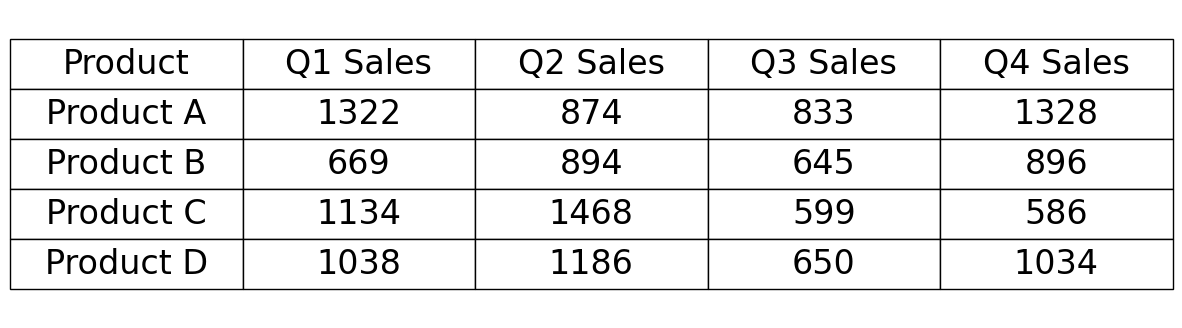 Product Q1 Sales Q2 Sales Q3 Sales Q4 Sales
Product A 1322 874 833 1328
Product B 669 894 645 896
Product C 1134 1468 599 586
Product D 1038 1186 650 1034